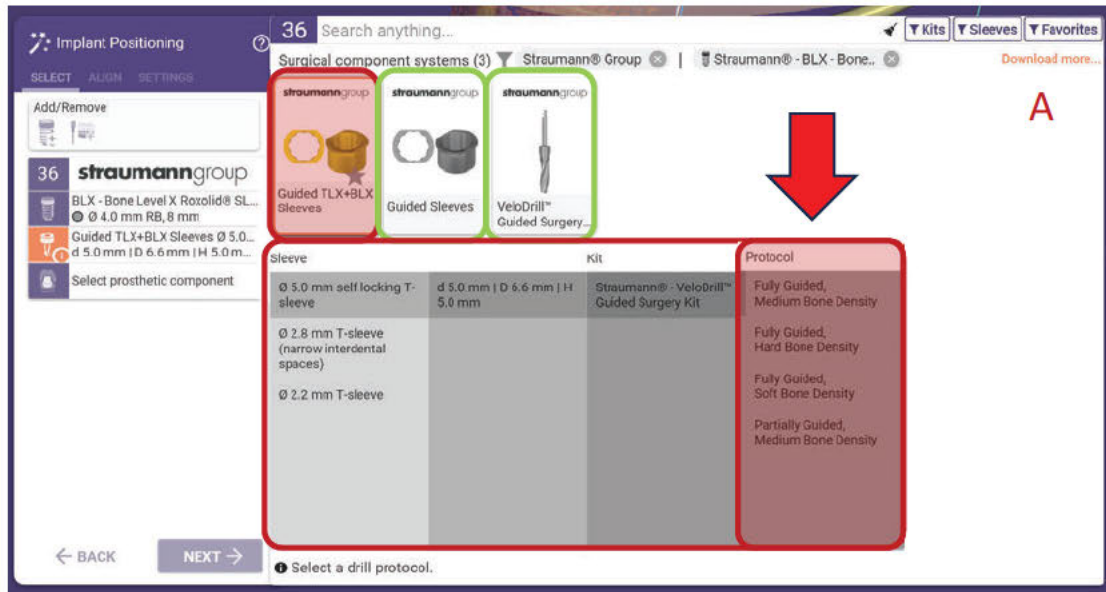 Implant Positioning
SELECT ALIGN SETTINGS
Add/Remove
36 straumanngroup
BLX - Bone Level X Roxolid® SL...
Ø 4.0 mm RB, 8 mm
Guided TLX+BLX Sleeves Ø 5.0...
d 5.0 mm | D 6.6 mm | H 5.0 m...
Select prosthetic component
← BACK NEXT →
36 Search anything...
Kits Sleeves Favorites
Surgical component systems (3) Straumann® Group | Straumann® - BLX - Bone..
Download more...
A
straumanngroup
Guided TLX+BLX
Sleeves
straumanngroup
Guided Sleeves
straumanngroup
VeloDrill™
Guided Surgery...
Sleeve Kit Protocol
Ø 5.0 mm self locking T-
sleeve
Ø 2.8 mm T-sleeve
(narrow interdental
spaces)
Ø 2.2 mm T-sleeve
d 5.0 mm | D 6.6 mm | H
5.0 mm
Straumann® - VeloDrill™
Guided Surgery Kit
Fully Guided,
Medium Bone Density
Fully Guided,
Hard Bone Density
Fully Guided,
Soft Bone Density
Partially Guided,
Medium Bone Density
Select a drill protocol.